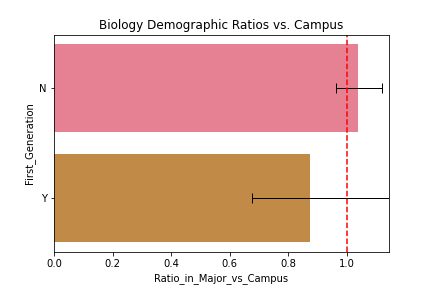 Biology Demographic Ratios vs. Campus
First_Generation
N
Y
0.0 0.2 0.4 0.6 0.8 1.0
Ratio_in_Major_vs_Campus